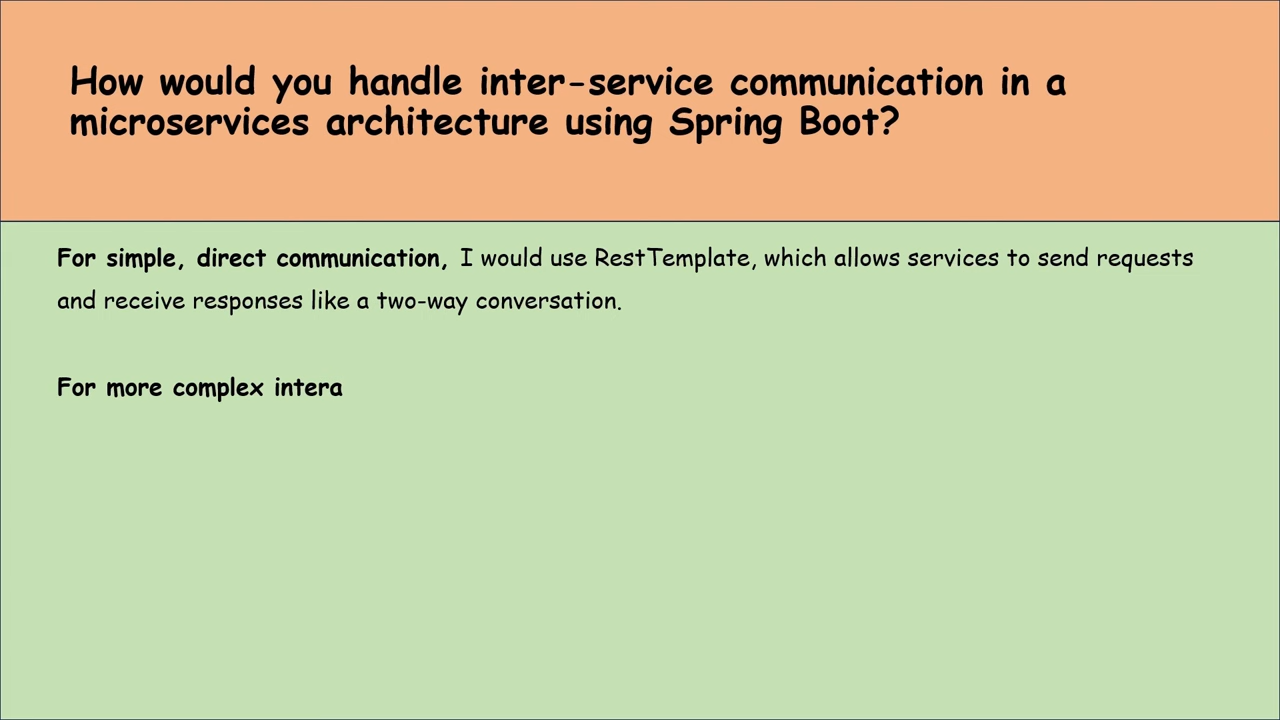 How would you handle inter-service communication in a
microservices architecture using Spring Boot?
For simple, direct communication, I would use RestTemplate, which allows services to send requests
and receive responses like a two-way conversation.
For more complex intera